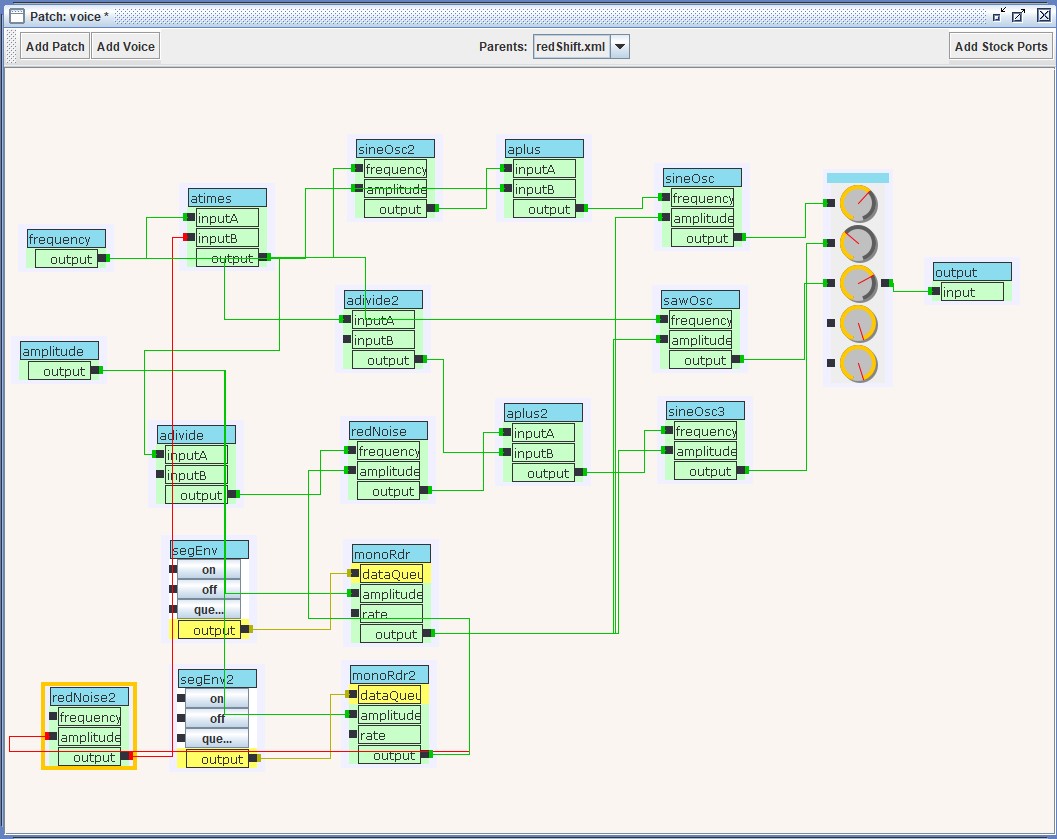 Patch: voice *
Add Patch
Add Voice
Parents:
redShift.xml
Add Stock Ports
frequency
output
amplitude
output
atimes
inputA
inputB
output
sineOsc2
frequency
amplitude
output
aplus
inputA
inputB
output
sineOsc
frequency
amplitude
output
adivide2
inputA
inputB
output
sawOsc
frequency
amplitude
output
output
input
adivide
inputA
inputB
output
redNoise
frequency
amplitude
output
aplus2
inputA
inputB
output
sineOsc3
frequency
amplitude
output
segEnv
on
off
que...
output
monoRdr
dataQueu
amplitude
rate
output
redNoise2
frequency
amplitude
output
segEnv2
on
off
que...
output
monoRdr2
dataQueu
amplitude
rate
output